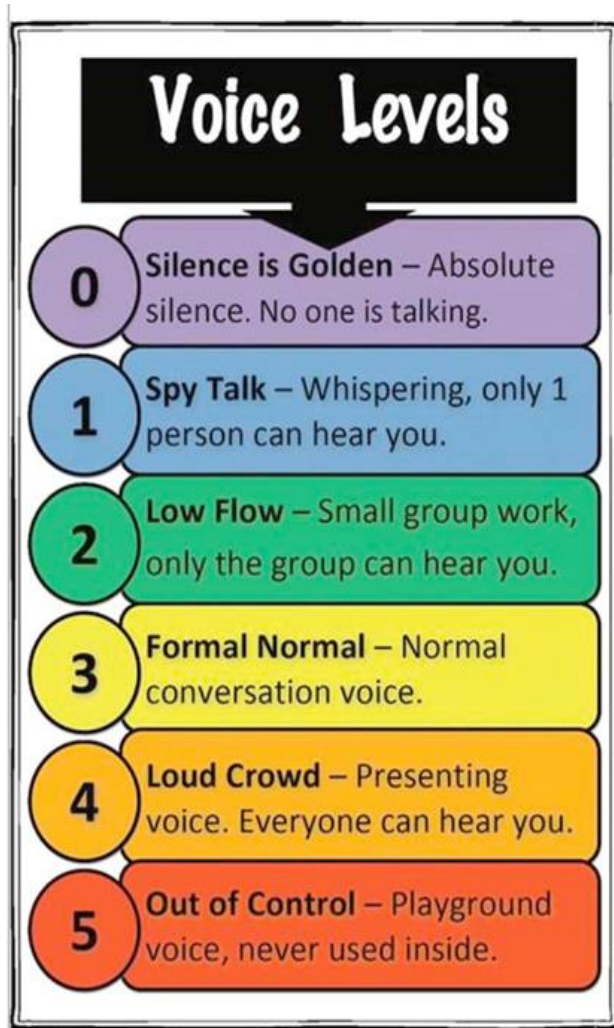 Voice Levels
0
Silence is Golden – Absolute
silence. No one is talking.
1
Spy Talk – Whispering, only 1
person can hear you.
2
Low Flow – Small group work,
only the group can hear you.
3
Formal Normal – Normal
conversation voice.
4
Loud Crowd – Presenting
voice. Everyone can hear you.
5
Out of Control – Playground
voice, never used inside.